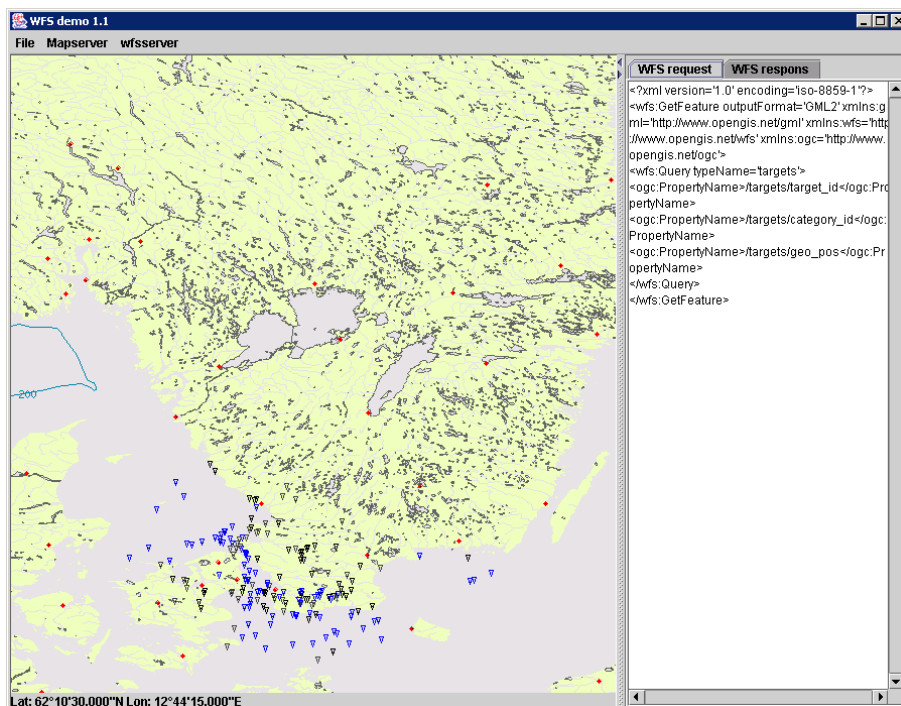 WFS demo 1.1
File Mapserver wfsserver
WFS request WFS respons
<?xml version='1.0' encoding='iso-8859-1'?>
<wfs:GetFeature outputFormat='GML2' xmlns:g
ml='http://www.opengis.net/gml' xmlns:wfs='http
://www.opengis.net/wfs' xmlns:ogc='http://www.
opengis.net/ogc'>
<wfs:Query typeName='targets'>
<ogc:PropertyName>/targets/target_id</ogc:Pro
pertyName>
<ogc:PropertyName>/targets/category_id</ogc:
PropertyName>
<ogc:PropertyName>/targets/geo_pos</ogc:Pr
opertyName>
</wfs:Query>
</wfs:GetFeature>
200
Lat: 62°10'30.000"N Lon: 12°44'15.000"E